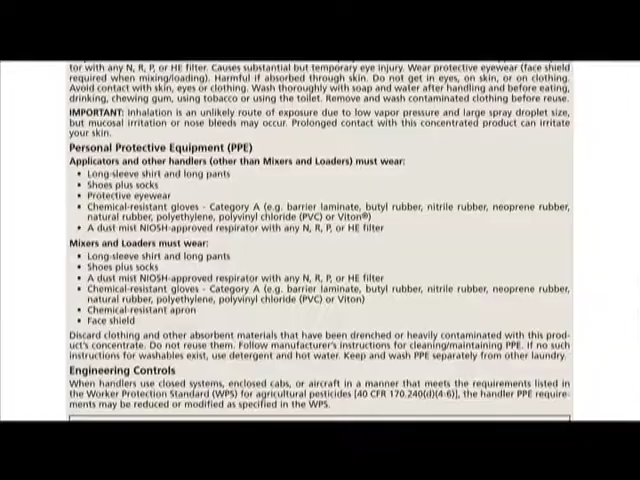 tor with any N, R, P, or HE filter. Causes substantial but temporary eye injury. Wear protective eyewear (face shield
required when mixing/loading). Harmful if absorbed through skin. Do not get in eyes, on skin, or on clothing.
Avoid contact with skin, eyes or clothing. Wash thoroughly with soap and water after handling and before eating,
drinking, chewing gum, using tobacco or using the toilet. Remove and wash contaminated clothing before reuse.
IMPORTANT: Inhalation is an unlikely route of exposure due to low vapor pressure and large spray droplet size,
but mucosal irritation or nose bleeds may occur. Prolonged contact with this concentrated product can irritate
your skin.
Personal Protective Equipment (PPE)
Applicators and other handlers (other than Mixers and Loaders) must wear:
• Long-sleeve shirt and long pants
• Shoes plus socks
• Protective eyewear
• Chemical-resistant gloves - Category A (e.g. barrier laminate, butyl rubber, nitrile rubber, neoprene rubber,
natural rubber, polyethylene, polyvinyl chloride (PVC) or Viton®)
• A dust mist NIOSH-approved respirator with any N, R, P, or HE filter
Mixers and Loaders must wear:
• Long-sleeve shirt and long pants
• Shoes plus socks
• A dust mist NIOSH-approved respirator with any N, R, P, or HE filter
• Chemical-resistant gloves - Category A (e.g. barrier laminate, butyl rubber, nitrile rubber, neoprene rubber,
natural rubber, polyethylene, polyvinyl chloride (PVC) or Viton)
• Chemical-resistant apron
• Face shield
Discard clothing and other absorbent materials that have been drenched or heavily contaminated with this prod-
uct's concentrate. Do not reuse them. Follow manufacturer's instructions for cleaning/maintaining PPE. If no such
instructions for washables exist, use detergent and hot water. Keep and wash PPE separately from other laundry.
Engineering Controls
When handlers use closed systems, enclosed cabs, or aircraft in a manner that meets the requirements listed in
the Worker Protection Standard (WPS) for agricultural pesticides [40 CFR 170.240(d)(4-6)], the handler PPE require-
ments may be reduced or modified as specified in the WPS.